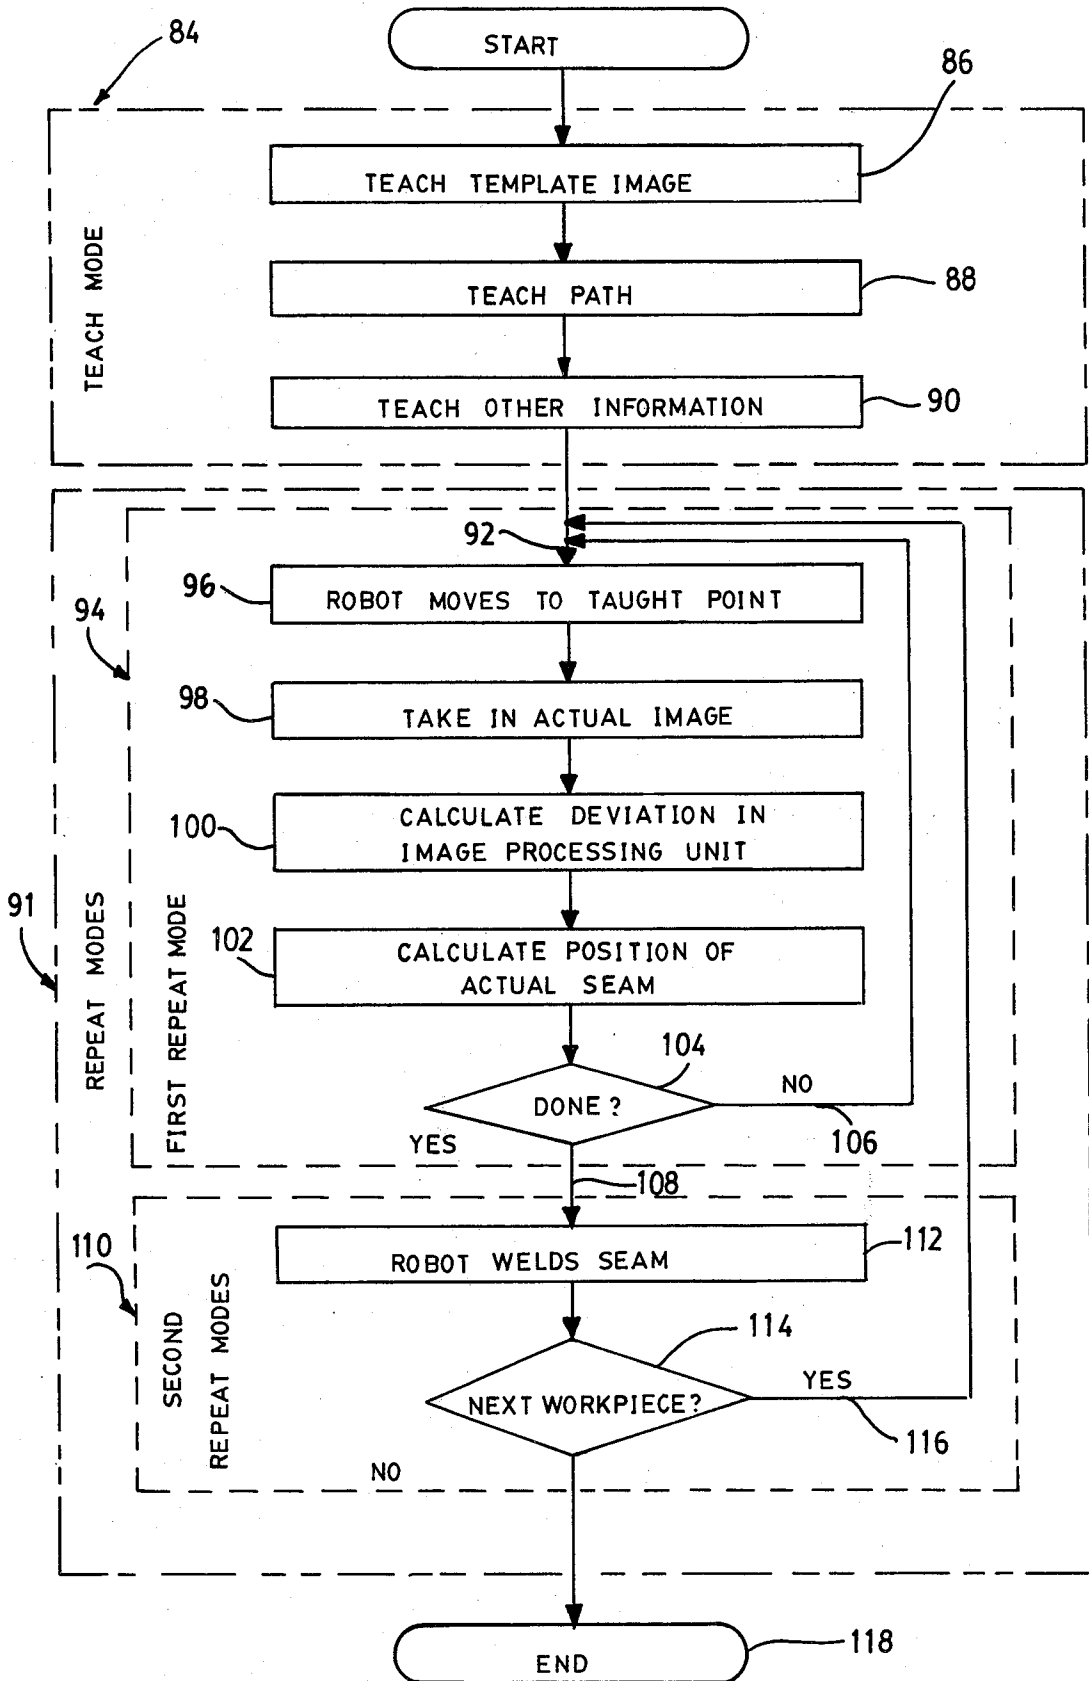 START
84
86
TEACH TEMPLATE IMAGE
TEACH MODE
TEACH PATH
88
TEACH OTHER INFORMATION
90
92
96
ROBOT MOVES TO TAUGHT POINT
94
98
TAKE IN ACTUAL IMAGE
100
CALCULATE DEVIATION IN
IMAGE PROCESSING UNIT
91
REPEAT MODES
FIRST REPEAT MODE
102
CALCULATE POSITION OF
ACTUAL SEAM
104
DONE?
NO
106
YES
108
110
SECOND
REPEAT MODES
ROBOT WELDS SEAM
112
114
NEXT WORKPIECE?
YES
116
NO
END
118